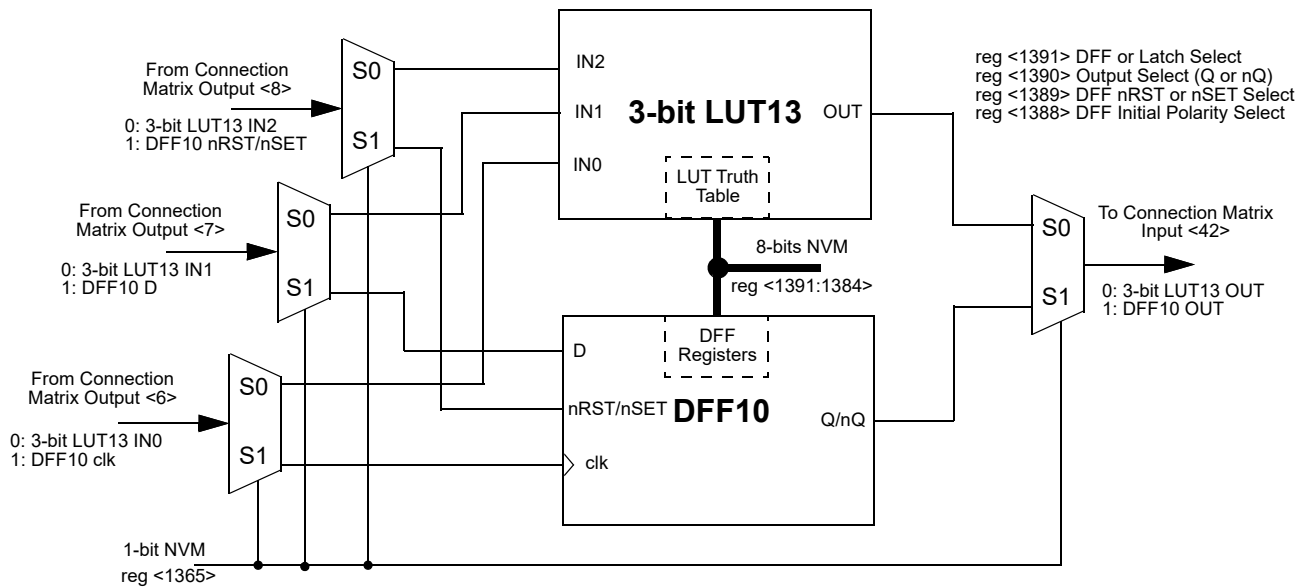 From Connection
Matrix Output <8>
0: 3-bit LUT13 IN2
1: DFF10 nRST/nSET
S0
S1
From Connection
Matrix Output <7>
0: 3-bit LUT13 IN1
1: DFF10 D
S0
S1
From Connection
Matrix Output <6>
0: 3-bit LUT13 IN0
1: DFF10 clk
S0
S1
1-bit NVM
reg <1365>
IN2
IN1
IN0
3-bit LUT13
OUT
LUT Truth
Table
8-bits NVM
reg <1391:1384>
DFF
Registers
D
nRST/nSET
clk
DFF10
Q/nQ
reg <1391> DFF or Latch Select
reg <1390> Output Select (Q or nQ)
reg <1389> DFF nRST or nSET Select
reg <1388> DFF Initial Polarity Select
S0
S1
To Connection Matrix
Input <42>
0: 3-bit LUT13 OUT
1: DFF10 OUT